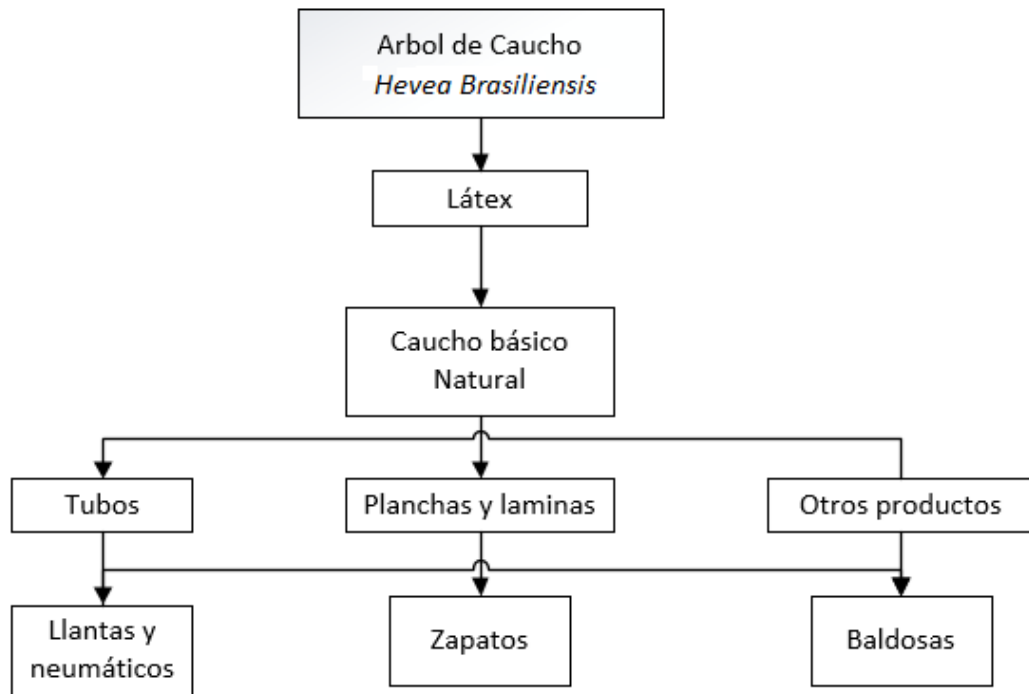 Arbol de Caucho
Hevea Brasiliensis
Látex
Caucho básico
Natural
Tubos
Planchas y laminas
Otros productos
Llantas y
neumáticos
Zapatos
Baldosas